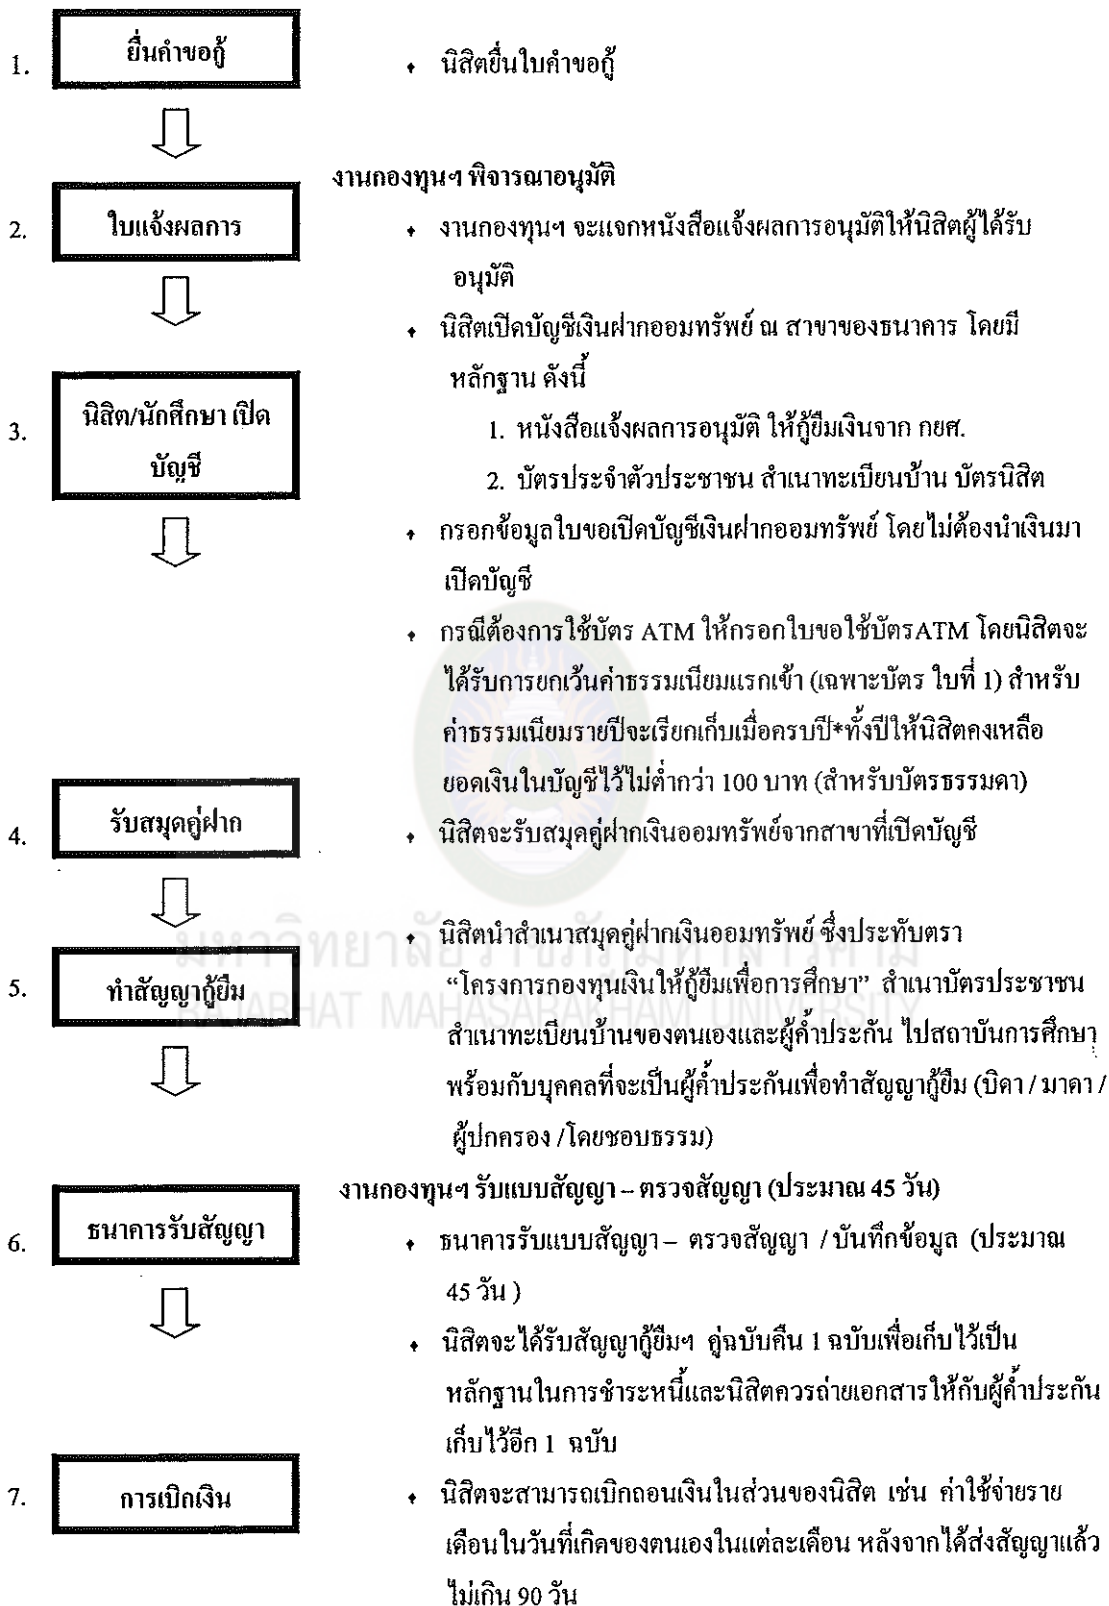 1.
ยื่นคำขอกู้
♦ นิสิตยื่นใบคำขอกู้
งานกองทุนฯ พิจารณาอนุมัติ
2.
ใบแจ้งผลการ
♦ งานกองทุนฯ จะแจกหนังสือแจ้งผลการอนุมัติให้นิสิตผู้ได้รับ
อนุมัติ
♦ นิสิตเปิดบัญชีเงินฝากออมทรัพย์ ณ สาขาของธนาคาร โดยมี
หลักฐาน ดังนี้
3.
นิสิต/นักศึกษา เปิด
บัญชี
1. หนังสือแจ้งผลการอนุมัติ ให้กู้ยืมเงินจาก กยศ.
2. บัตรประจำตัวประชาชน สำเนาทะเบียนบ้าน บัตรนิสิต
♦ กรอกข้อมูลใบขอเปิดบัญชีเงินฝากออมทรัพย์ โดยไม่ต้องนำเงินมา
เปิดบัญชี
♦ กรณีต้องการใช้บัตร ATM ให้กรอกใบขอใช้บัตรATM โดยนิสิตจะ
ได้รับการยกเว้นค่าธรรมเนียมแรกเข้า (เฉพาะบัตร ใบที่ 1) สำหรับ
ค่าธรรมเนียมรายปีจะเรียกเก็บเมื่อครบปี*ทั้งปีให้นิสิตคงเหลือ
ยอดเงินในบัญชีไว้ไม่ต่ำกว่า 100 บาท (สำหรับบัตรธรรมดา)
4.
รับสมุดคู่ฝาก
♦ นิสิตจะรับสมุดคู่ฝากเงินออมทรัพย์จากสาขาที่เปิดบัญชี
♦ นิสิตนำสำเนาสมุดคู่ฝากเงินออมทรัพย์ ซึ่งประทับตรา
มหาวิทยาลัยราชภัฏมหาสารคาม
5.
ทำสัญญากู้ยืม
“โครงการกองทุนเงินให้กู้ยืมเพื่อการศึกษา” สำเนาบัตรประชาชน
RAJABHAT MAHASARAKHAM UNIVERSITY
สำเนาทะเบียนบ้านของตนเองและผู้ค้ำประกัน ไปสถาบันการศึกษา
พร้อมกับบุคคลที่จะเป็นผู้ค้ำประกันเพื่อทำสัญญากู้ยืม (บิดา / มาดา /
ผู้ปกครอง /โดยชอบธรรม)
งานกองทุนฯ รับแบบสัญญา – ตรวจสัญญา (ประมาณ 45 วัน)
6.
ธนาคารรับสัญญา
♦ ธนาคารรับแบบสัญญา – ตรวจสัญญา / บันทึกข้อมูล (ประมาณ
45 วัน )
♦ นิสิตจะได้รับสัญญากู้ยืมฯ คู่ฉบับคืน 1 ฉบับเพื่อเก็บไว้เป็น
หลักฐานในการชำระหนี้และนิสิตควรถ่ายเอกสารให้กับผู้ค้ำประกัน
เก็บไว้อีก 1 ฉบับ
7.
การเบิกเงิน
♦ นิสิตจะสามารถเบิกถอนเงินในส่วนของนิสิต เช่น ค่าใช้จ่ายราย
เดือนในวันที่เกิดของตนเองในแต่ละเดือน หลังจากได้ส่งสัญญาแล้ว
ไม่เกิน 90 วัน